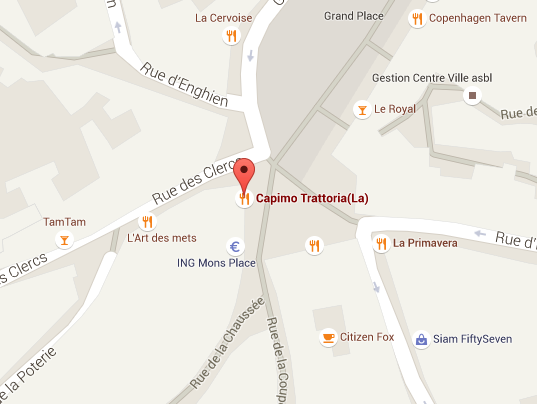 La Cervoise
Grand Place
Copenhagen Tavern
Rue d'Enghien
Gestion Centre Ville asbl
Le Royal
Rue de
Rue des Clercs
Capimo Trattoria(La)
TamTam
L'Art des mets
La Primavera
Rue d'
ING Mons Place
€
s Clercs
Rue de la Chaussée
Rue de la Coupe
Citizen Fox
Siam FiftySeven
de la Poterie